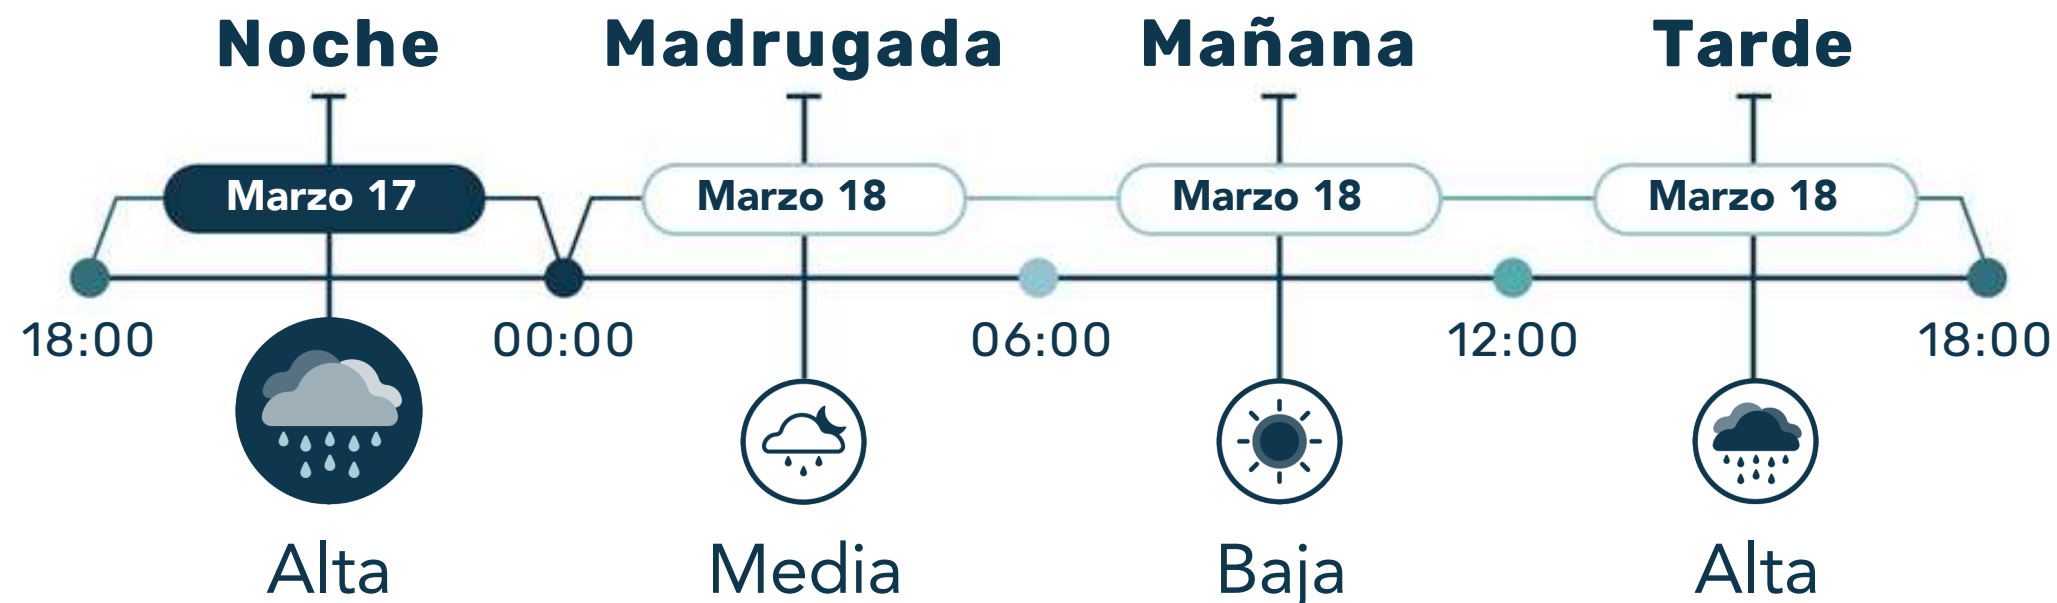 Noche Madrugada Mañana Tarde
Marzo 17 Marzo 18 Marzo 18 Marzo 18
18:00 00:00 06:00 12:00 18:00
Alta Media Baja Alta